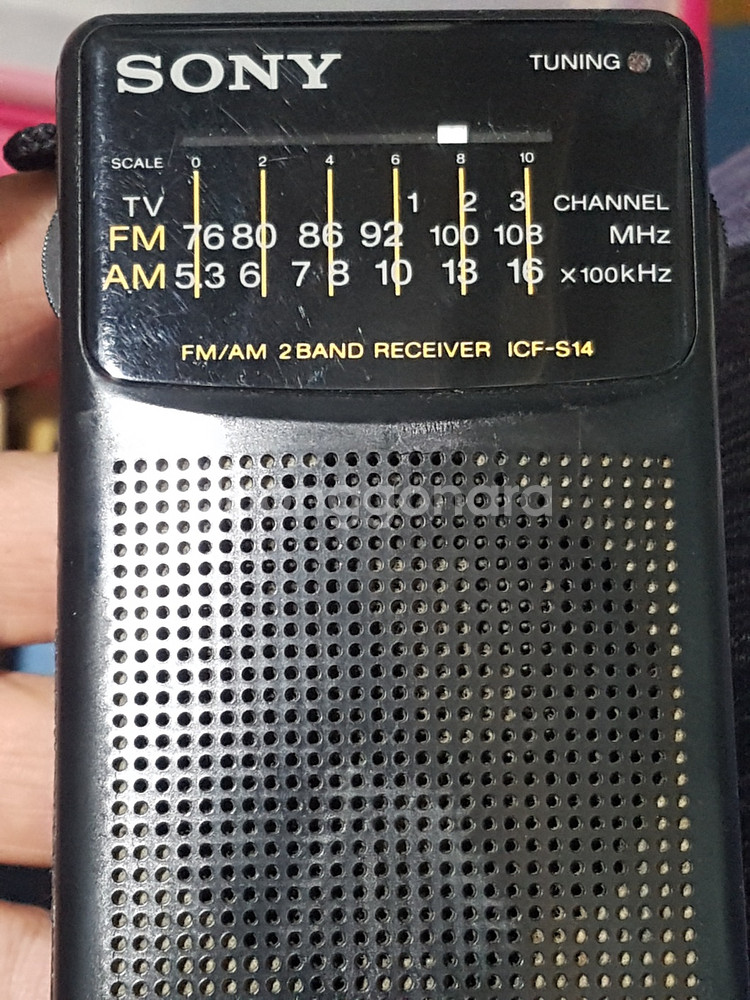 SONY
TUNING
SCALE 0 2 4 6 8 10
TV 1 2 3 CHANNEL
FM 76 80 86 92 100 108 MHz
AM 5.3 6 7 8 10 13 16 x100kHz
FM/AM 2 BAND RECEIVER ICF-S14